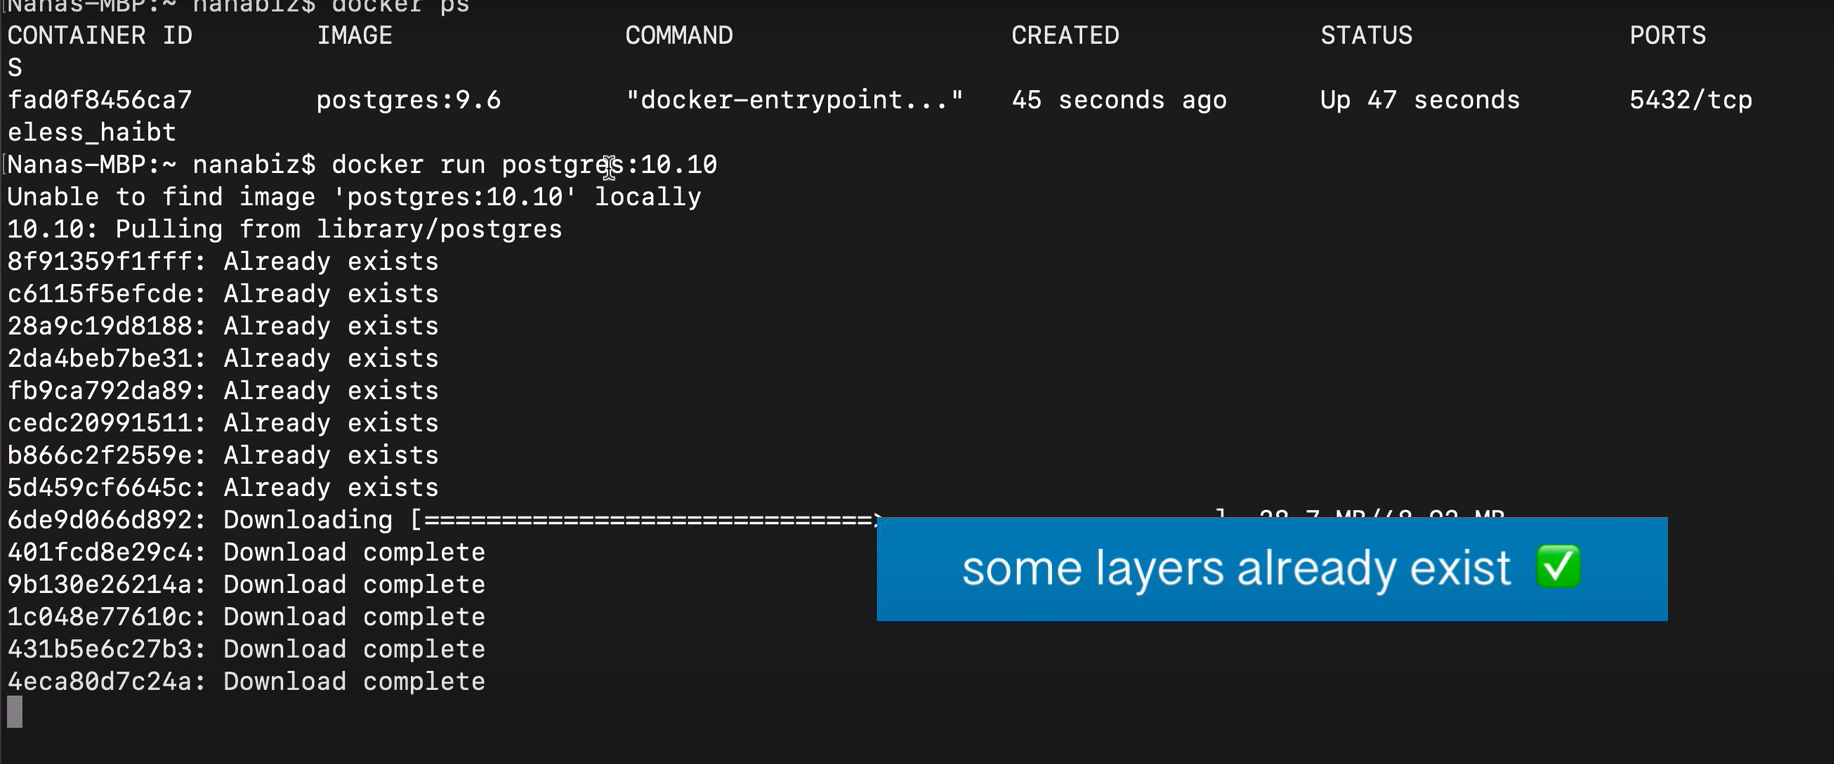 Nanas-MBP:~ nanabiz$ docker ps
CONTAINER ID IMAGE COMMAND CREATED STATUS PORTS
S
fad0f8456ca7 postgres:9.6 "docker-entrypoint..." 45 seconds ago Up 47 seconds 5432/tcp
eless_haibt
[Nanas-MBP:~ nanabiz$ docker run postgres:10.10
Unable to find image 'postgres:10.10' locally
10.10: Pulling from library/postgres
8f91359f1fff: Already exists
c6115f5efcde: Already exists
28a9c19d8188: Already exists
2da4beb7be31: Already exists
fb9ca792da89: Already exists
cedc20991511: Already exists
b866c2f2559e: Already exists
5d459cf6645c: Already exists
6de9d066d892: Downloading [=============================>
401fcd8e29c4: Download complete
9b130e26214a: Download complete
1c048e77610c: Download complete
431b5e6c27b3: Download complete
4eca80d7c24a: Download complete
some layers already exist ✅